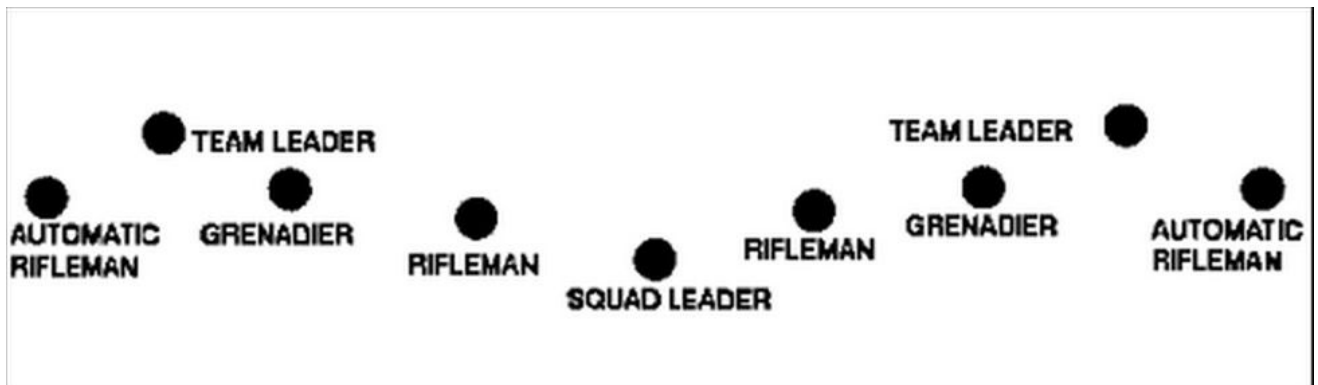 TEAM LEADER
TEAM LEADER
AUTOMATIC
RIFLEMAN
GRENADIER
RIFLEMAN
SQUAD LEADER
RIFLEMAN
GRENADIER
AUTOMATIC
RIFLEMAN